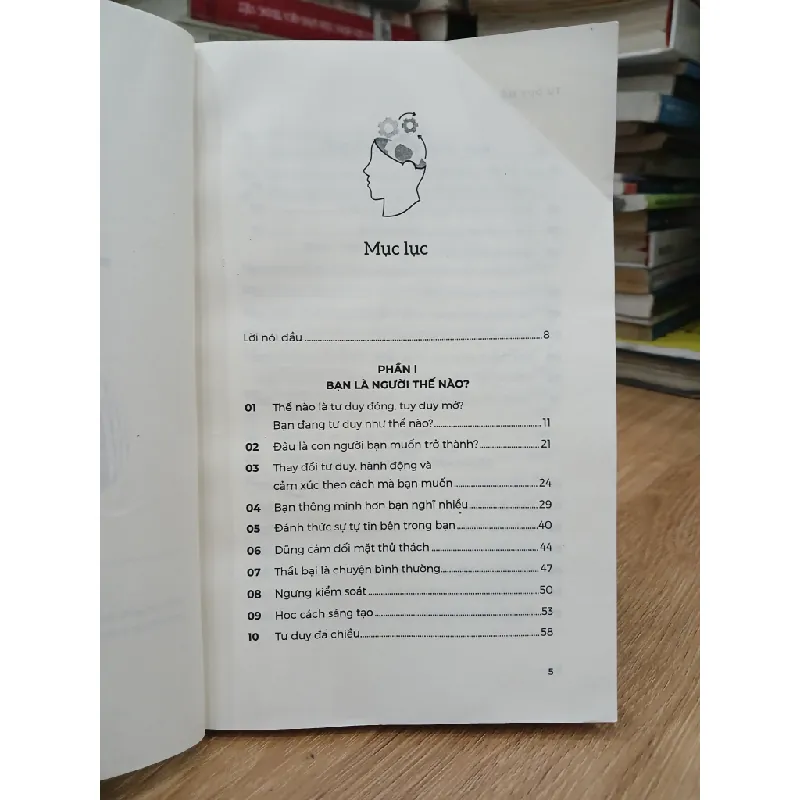 Mục lục
Lời nói đầu ........ 8
PHẦN I
BẠN LÀ NGƯỜI THẾ NÀO?
01 Thế nào là tư duy đóng, tuy duy mở?
Bạn đang tư duy như thế nào? ........ 11
02 Đâu là con người bạn muốn trở thành? ........ 21
03 Thay đổi tư duy, hành động và
cảm xúc theo cách mà bạn muốn ........ 24
04 Bạn thông minh hơn bạn nghĩ nhiều ........ 29
05 Đánh thức sự tự tin bên trong bạn ........ 40
06 Dũng cảm đối mặt thử thách ........ 44
07 Thất bại là chuyện bình thường ........ 47
08 Ngưng kiểm soát ........ 50
09 Học cách sáng tạo ........ 53
10 Tư duy đa chiều ........ 58
5